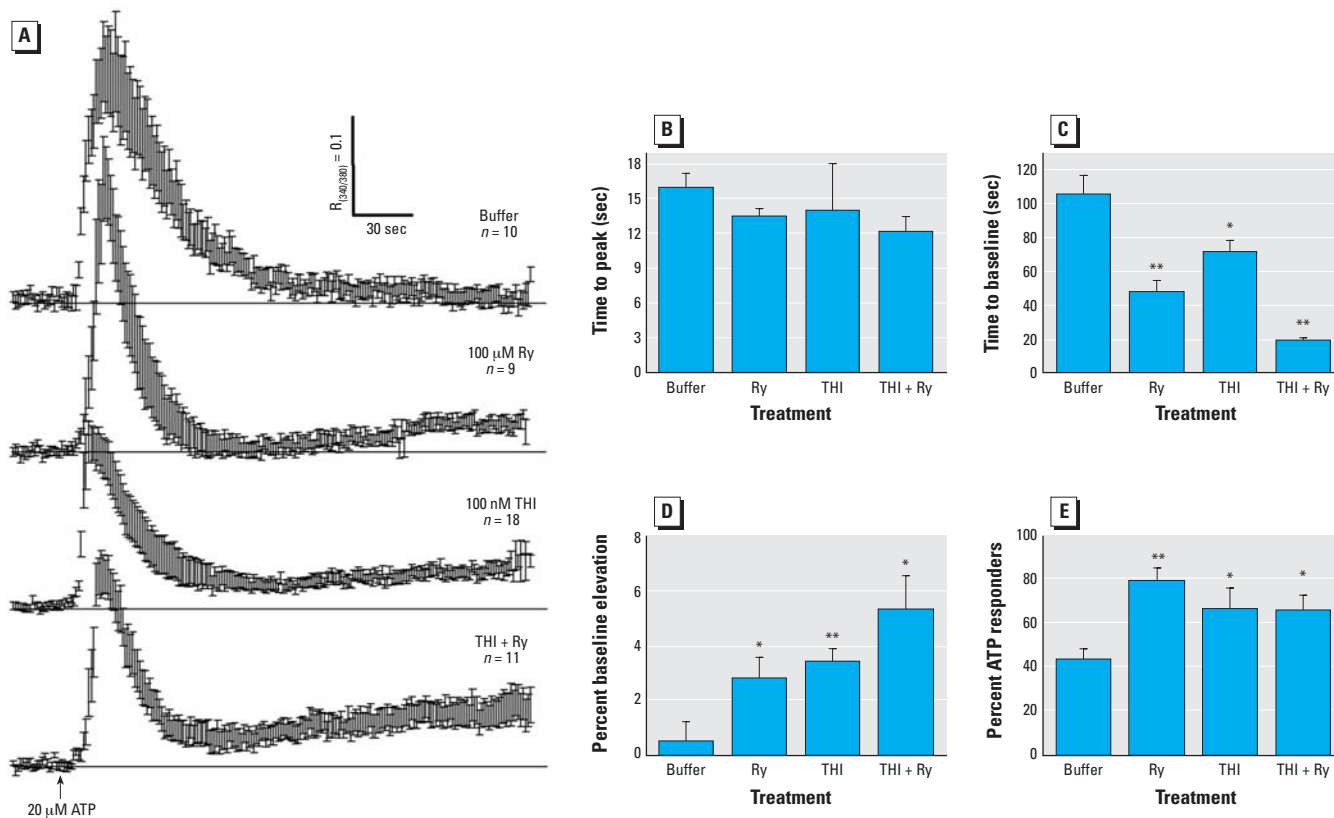 A
R(340/380) = 0.1
30 sec
Buffer
n = 10
100 μM Ry
n = 9
100 nM THI
n = 18
THI + Ry
n = 11
20 μM ATP
B
Time to peak (sec)
18
15
12
9
6
3
0
Buffer Ry THI THI + Ry
Treatment
C
Time to baseline (sec)
120
100
80
60
40
20
0
**
*
**
Buffer Ry THI THI + Ry
Treatment
D
Percent baseline elevation
8
6
4
2
0
*
**
*
Buffer Ry THI THI + Ry
Treatment
E
Percent ATP responders
100
80
60
40
20
0
**
*
*
Buffer Ry THI THI + Ry
Treatment